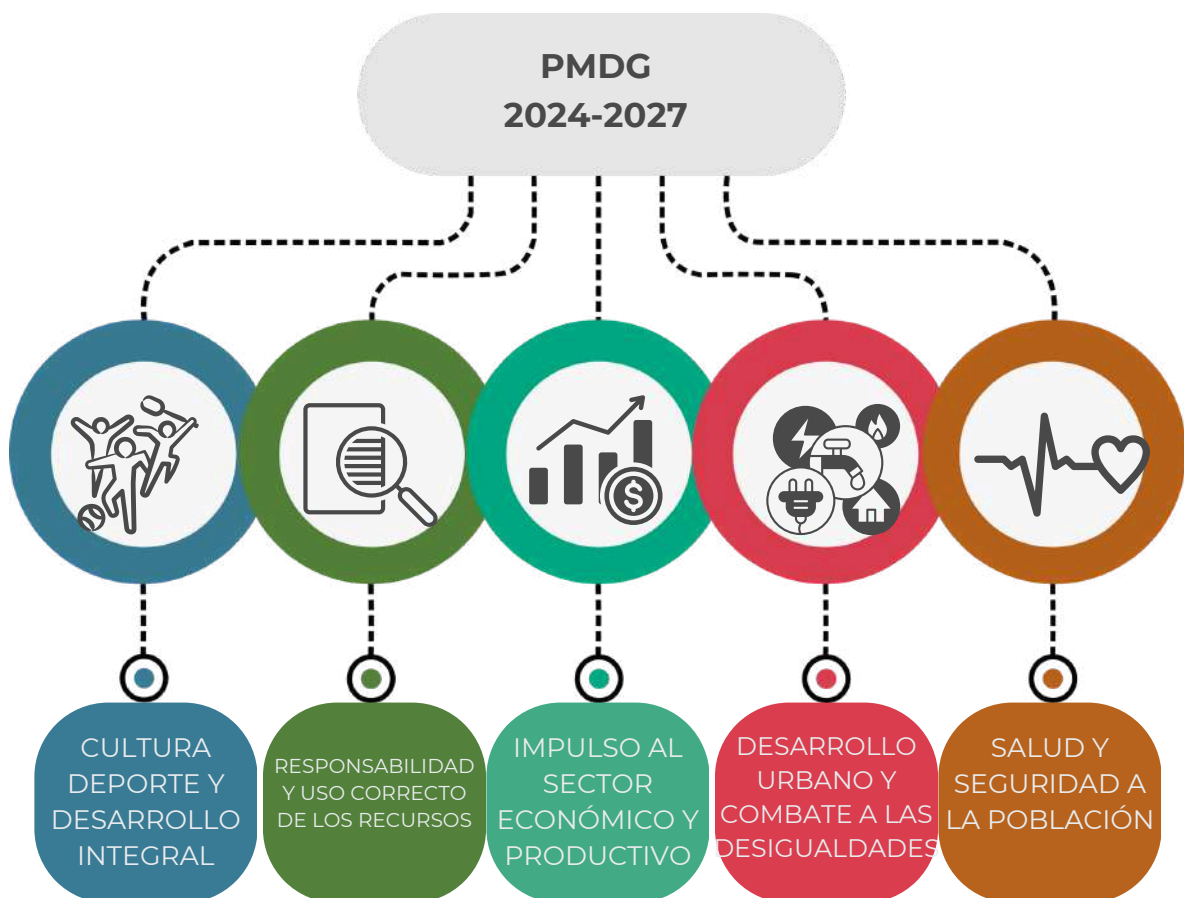 PMDG
2024-2027
CULTURA
DEPORTE Y
DESARROLLO
INTEGRAL
RESPONSABILIDAD
Y USO CORRECTO
DE LOS RECURSOS
IMPULSO AL
SECTOR
ECONÓMICO Y
PRODUCTIVO
DESARROLLO
URBANO Y
COMBATE A LAS
DESIGUALDADES
SALUD Y
SEGURIDAD A
LA POBLACIÓN